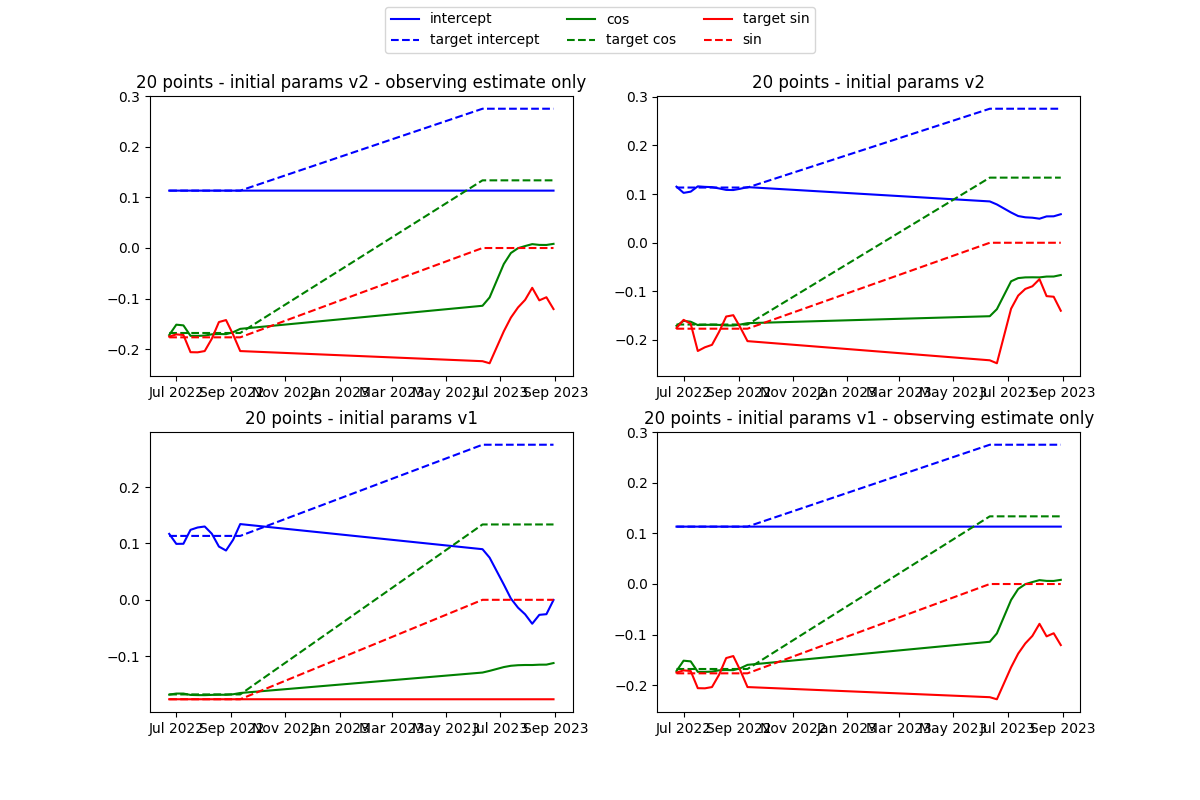 intercept cos target sin
target intercept target cos sin
20 points - initial params v2 - observing estimate only
20 points - initial params v2
0.3 0.3
0.2 0.2
0.1 0.1
0.0 0.0
−0.1 −0.1
−0.2 −0.2
Jul 2022 Sep 2022 Nov 2022 Jan 2023 Mar 2023 May 2023 Jul 2023 Sep 2023
Jul 2022 Sep 2022 Nov 2022 Jan 2023 Mar 2023 May 2023 Jul 2023 Sep 2023
20 points - initial params v1
20 points - initial params v1 - observing estimate only
0.2
0.1
0.0
−0.1
0.3
0.2
0.1
0.0
−0.1
−0.2
Jul 2022 Sep 2022 Nov 2022 Jan 2023 Mar 2023 May 2023 Jul 2023 Sep 2023
Jul 2022 Sep 2022 Nov 2022 Jan 2023 Mar 2023 May 2023 Jul 2023 Sep 2023